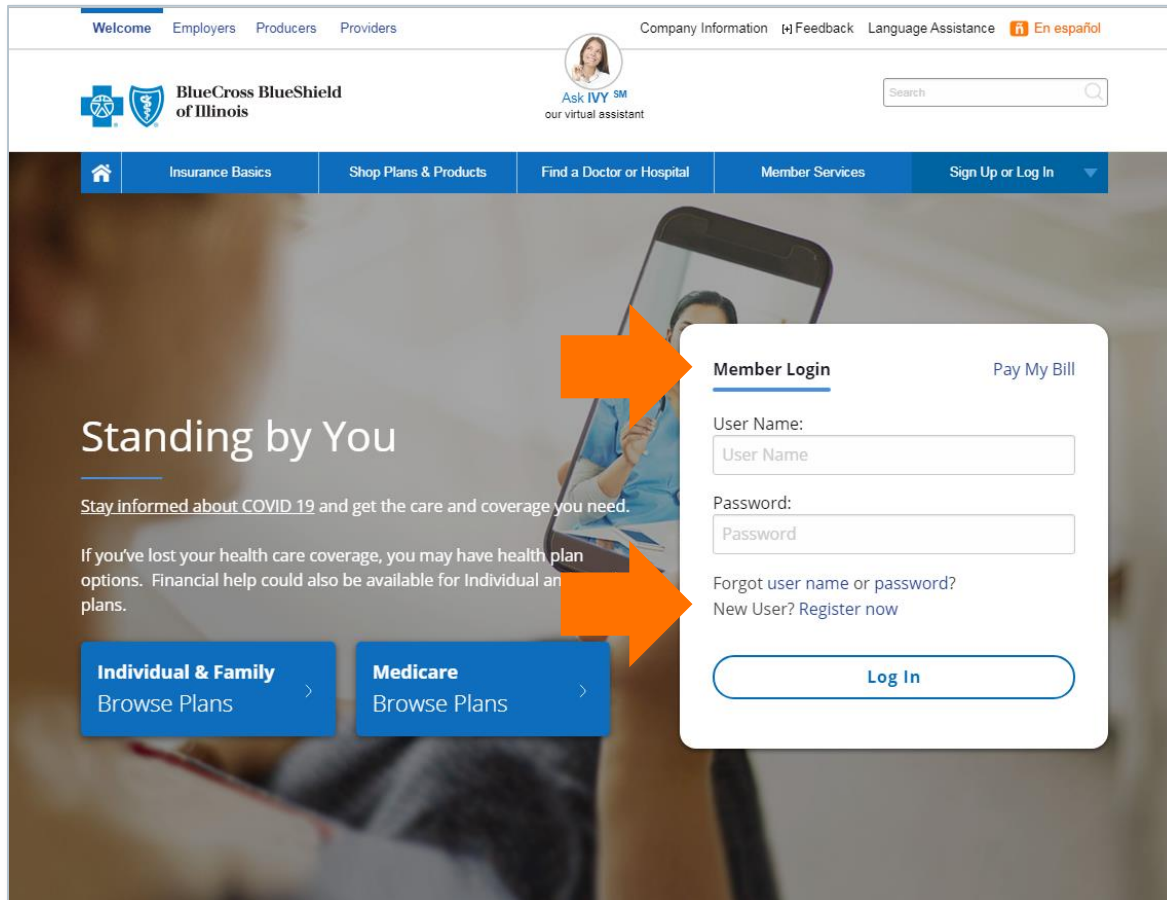 Welcome Employers Producers Providers Company Information [+] Feedback Language Assistance En español
BlueCross BlueShield
of Illinois
Ask IVY SM
our virtual assistant
Search
Insurance Basics Shop Plans & Products Find a Doctor or Hospital Member Services Sign Up or Log In
Member Login Pay My Bill
User Name:
User Name
Password:
Password
Forgot user name or password?
New User? Register now
Log In
Standing by You
Stay informed about COVID 19 and get the care and coverage you need.
If you've lost your health care coverage, you may have health plan
options. Financial help could also be available for Individual
plans.
Individual & Family
Browse Plans
Medicare
Browse Plans